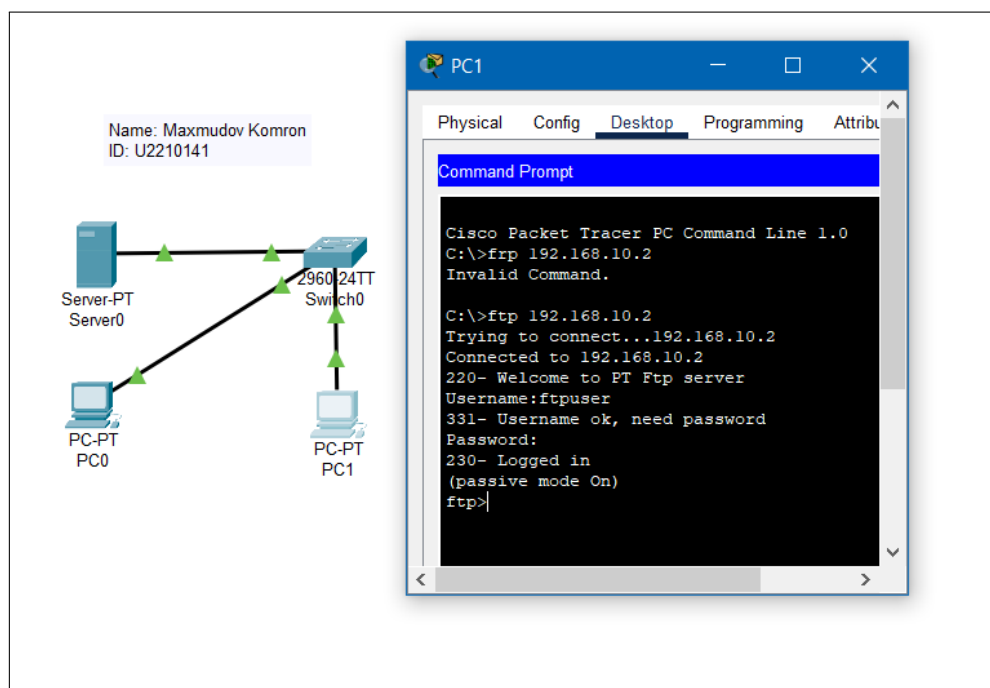 Name: Maxmudov Komron
ID: U2210141
Server-PT
Server0
2960-24TT
Switch0
PC-PT
PC0
PC-PT
PC1
PC1
Physical Config Desktop Programming Attribu
Command Prompt
Cisco Packet Tracer PC Command Line 1.0
C:\>frp 192.168.10.2
Invalid Command.
C:\>ftp 192.168.10.2
Trying to connect...192.168.10.2
Connected to 192.168.10.2
220- Welcome to PT Ftp server
Username:ftpuser
331- Username ok, need password
Password:
230- Logged in
(passive mode On)
ftp>